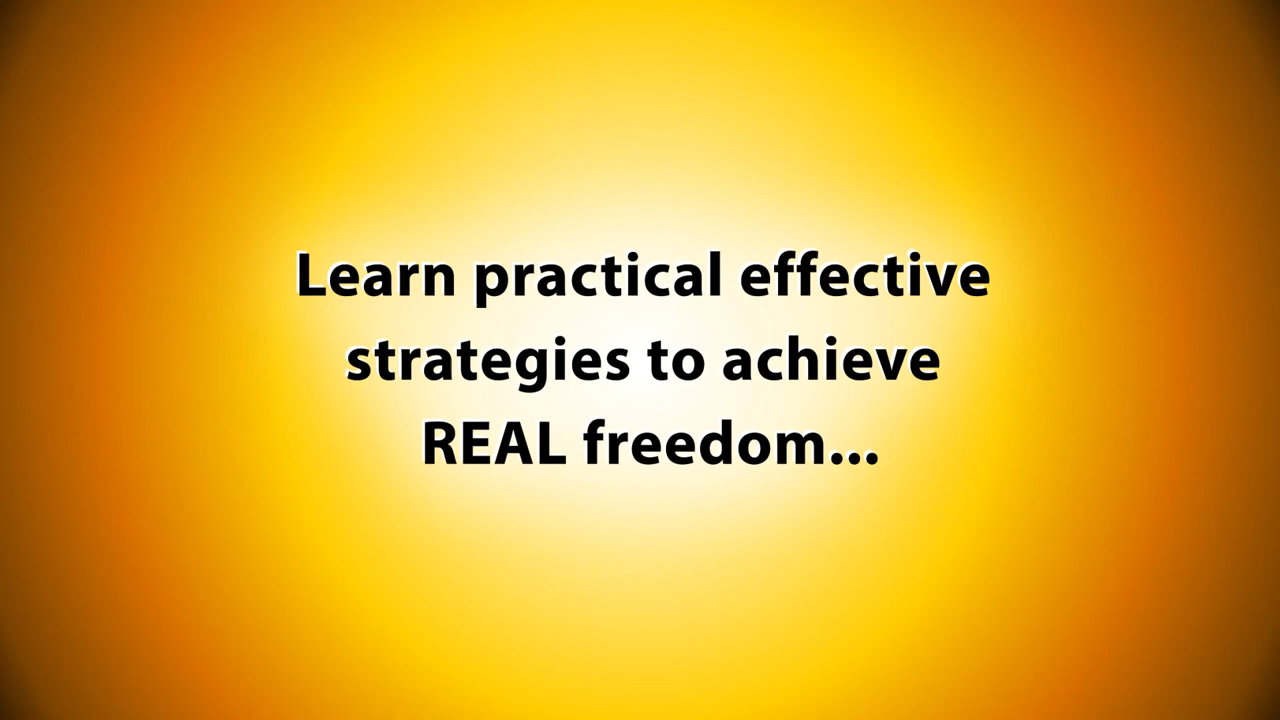 Learn practical effective
strategies to achieve
REAL freedom...